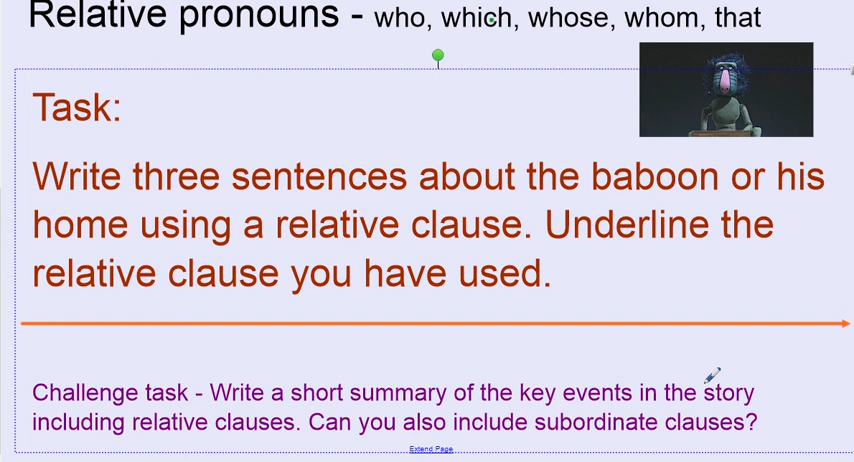 Relative pronouns - who, which, whose, whom, that
Task:
Write three sentences about the baboon or his
home using a relative clause. Underline the
relative clause you have used.
Challenge task - Write a short summary of the key events in the story
including relative clauses. Can you also include subordinate clauses?
Extend Page